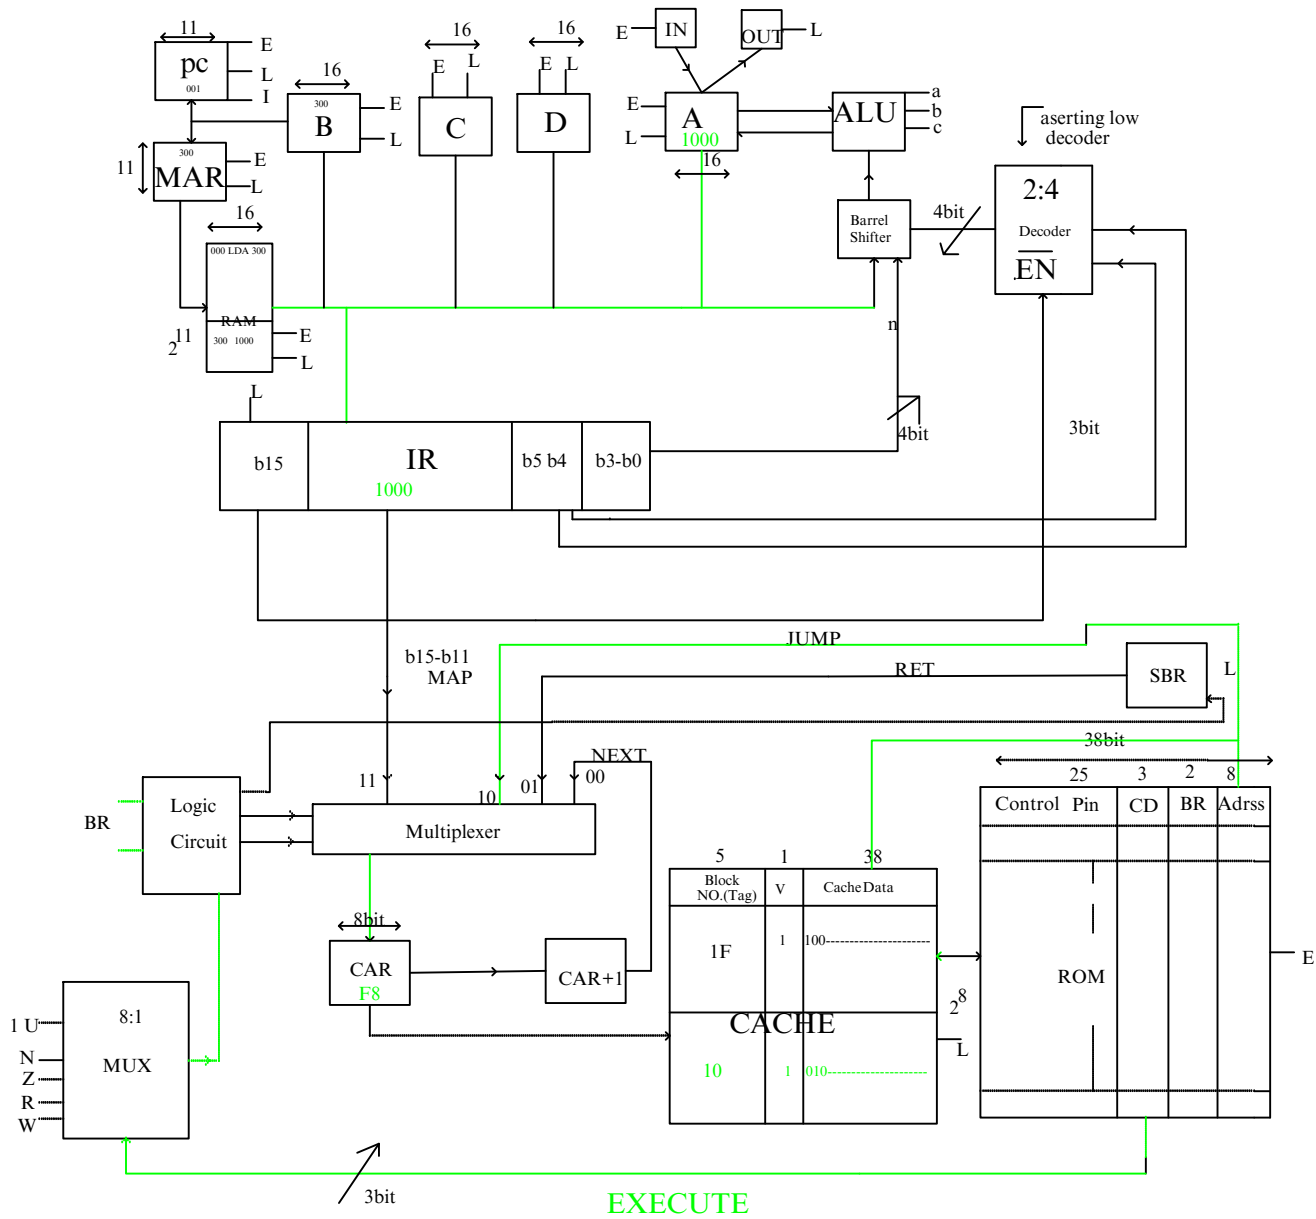 11
E
pc
L
001
I
16
300
B
E
L
16
E
L
C
16
E
L
D
E
IN
OUT
L
E
A
L
1000
16
ALU
a
b
c
aserting low
decoder
11
300
MAR
E
L
16
000 LDA 300
RAM
300 1000
E
L
2
11
Barrel
Shifter
4bit
2:4
Decoder
EN
n
4bit
3bit
L
b15
IR
1000
b5 b4
b3-b0
b15-b11
MAP
JUMP
RET
SBR
L
NEXT
00
01
10
11
38bit
25
3
2
8
Control Pin
CD
BR
Adrss
ROM
E
2
8
BR
Logic
Circuit
Multiplexer
8bit
CAR
F8
CAR+1
5
1
38
Block
NO.(Tag)
V
CacheData
1F
1
100--------------------
CACHE
10
1
010--------------------
L
8:1
MUX
1 U
N
Z
R
W
3bit
EXECUTE